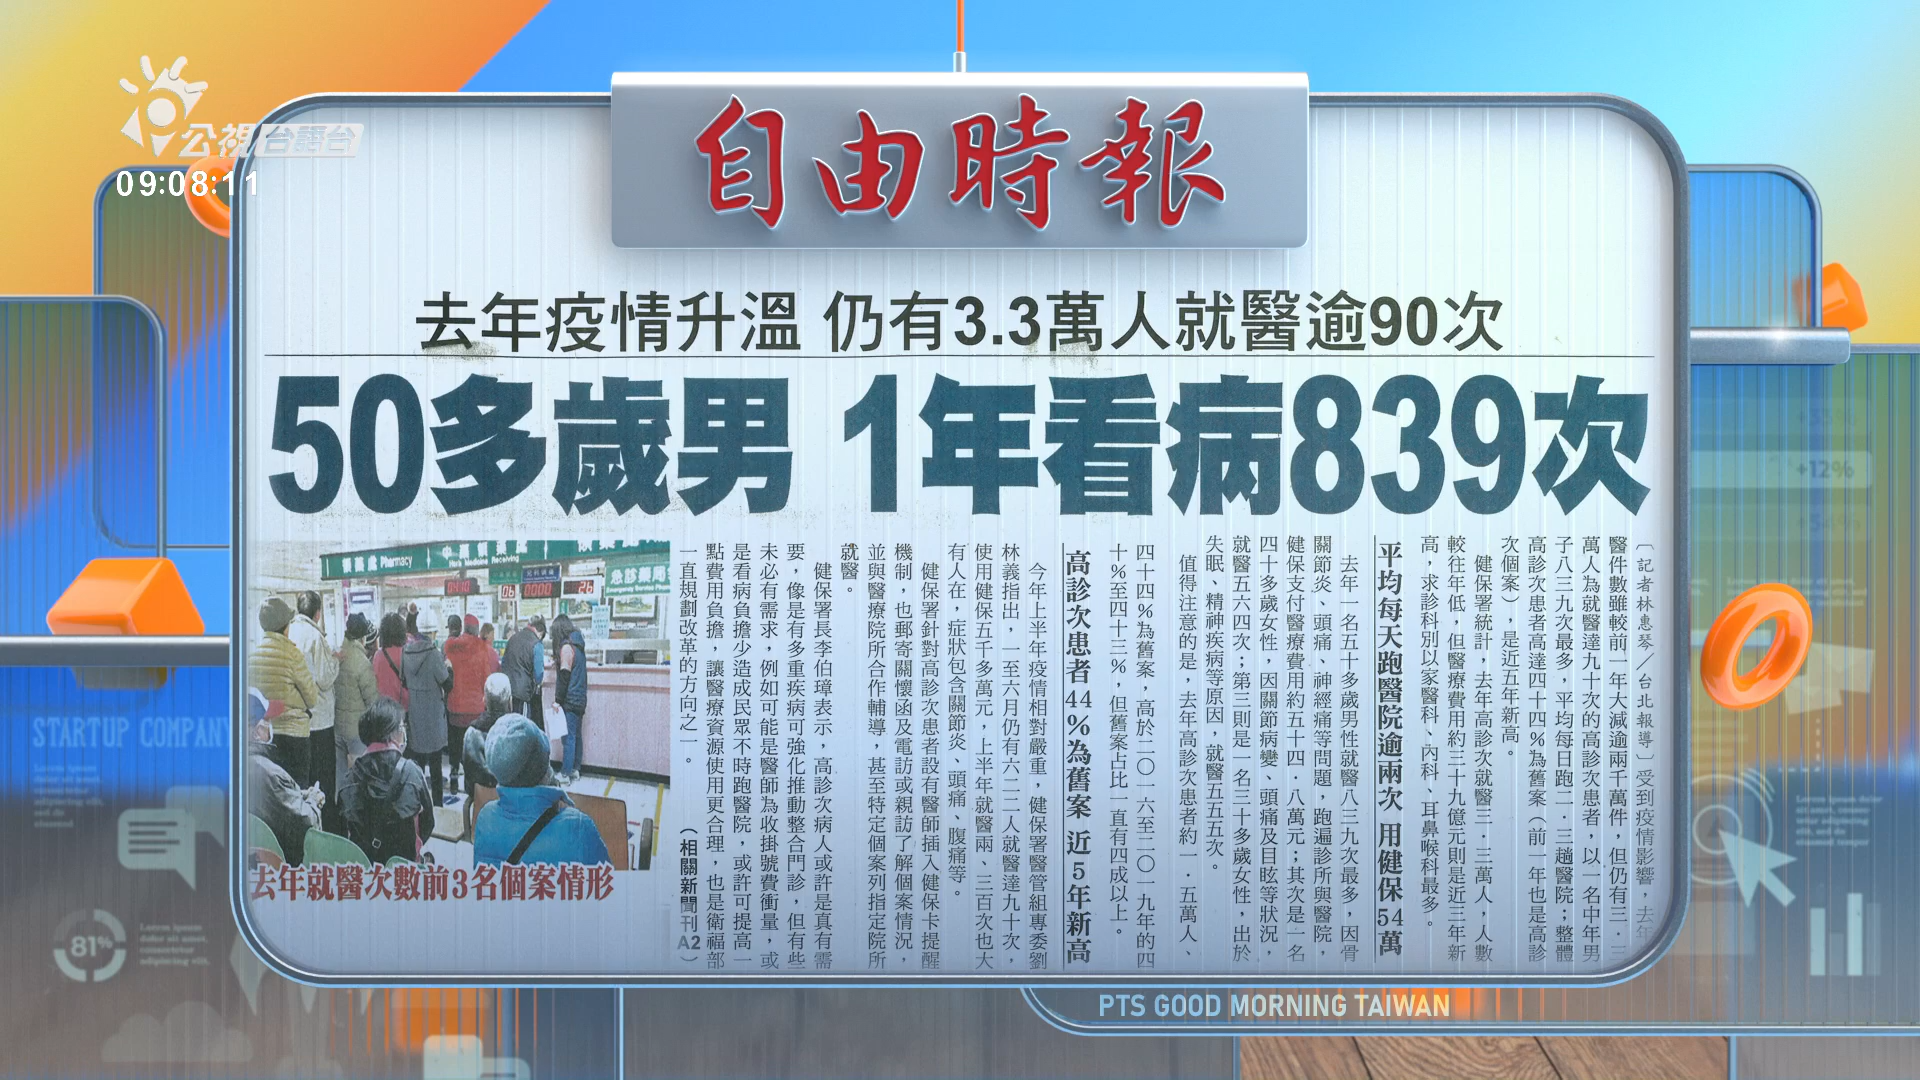 公視台語台
09:08:11
自由時報
去年疫情升溫 仍有3.3萬人就醫逾90次
50多歲男 1年看病839次
〔記者林惠琴／台北報導〕受到疫情影響，去年
醫件數雖較前一年大減逾兩千萬件，但仍有三．三
萬人為就醫達九十次的高診次患者，以一名中年男
子八三九次最多，平均每日跑二．三趟醫院；整體
高診次患者高達四十四％為舊案（前一年也是高診
次個案），是近五年新高。
健保署統計，去年高診次就醫三．三萬人，人數
較往年低，但醫療費用約三十九億元則是近三年新
高，求診科別以家醫科、內科、耳鼻喉科最多。
平均每天跑醫院逾兩次 用健保54萬
去年一名五十多歲男性就醫八三九次最多，因骨
關節炎、頭痛、神經痛等問題，跑遍診所與醫院，
健保支付醫療費用約五十四．八萬元；其次是一名
四十多歲女性，因關節病變、頭痛及目眩等狀況，
就醫五六四次；第三則是一名三十多歲女性，出於
失眠、精神疾病等原因，就醫五五五次。
值得注意的是，去年高診次患者約一．五萬人、
四十四％為舊案，高於二〇一六至二〇一九年的四
十％至四十三％，但舊案占比一直有四成以上。
高診次患者44％為舊案 近5年新高
今年上半年疫情相對嚴重，健保署醫管組專委劉
林義指出，一至六月仍有六二二人就醫達九十次，
使用健保五千多萬元，上半年就醫兩、三百次也大
有人在，症狀包含關節炎、頭痛、腹痛等。
健保署針對高診次患者設有醫師插入健保卡提醒
機制，也郵寄關懷函及電訪或親訪了解個案情況，
並與醫療院所合作輔導，甚至特定個案列指定院所
就醫。
健保署長李伯璋表示，高診次病人或許是真有需
要，像是有多重疾病可強化推動整合門診，但有些
未必有需求，例如可能是醫師為收掛號費衝量，或
是看病負擔少造成民眾不時跑醫院，或許可提高一
點費用負擔，讓醫療資源使用更合理，也是衛福部
一直規劃改革的方向之一。 （相關新聞刊A2）
領藥處 Pharmacy
Herb Medicine Receiving
急診藥局
0410
06
0000
26
去年就醫次數前3名個案情形
STARTUP COMPANY
81%
+12%
PTS GOOD MORNING TAIWAN